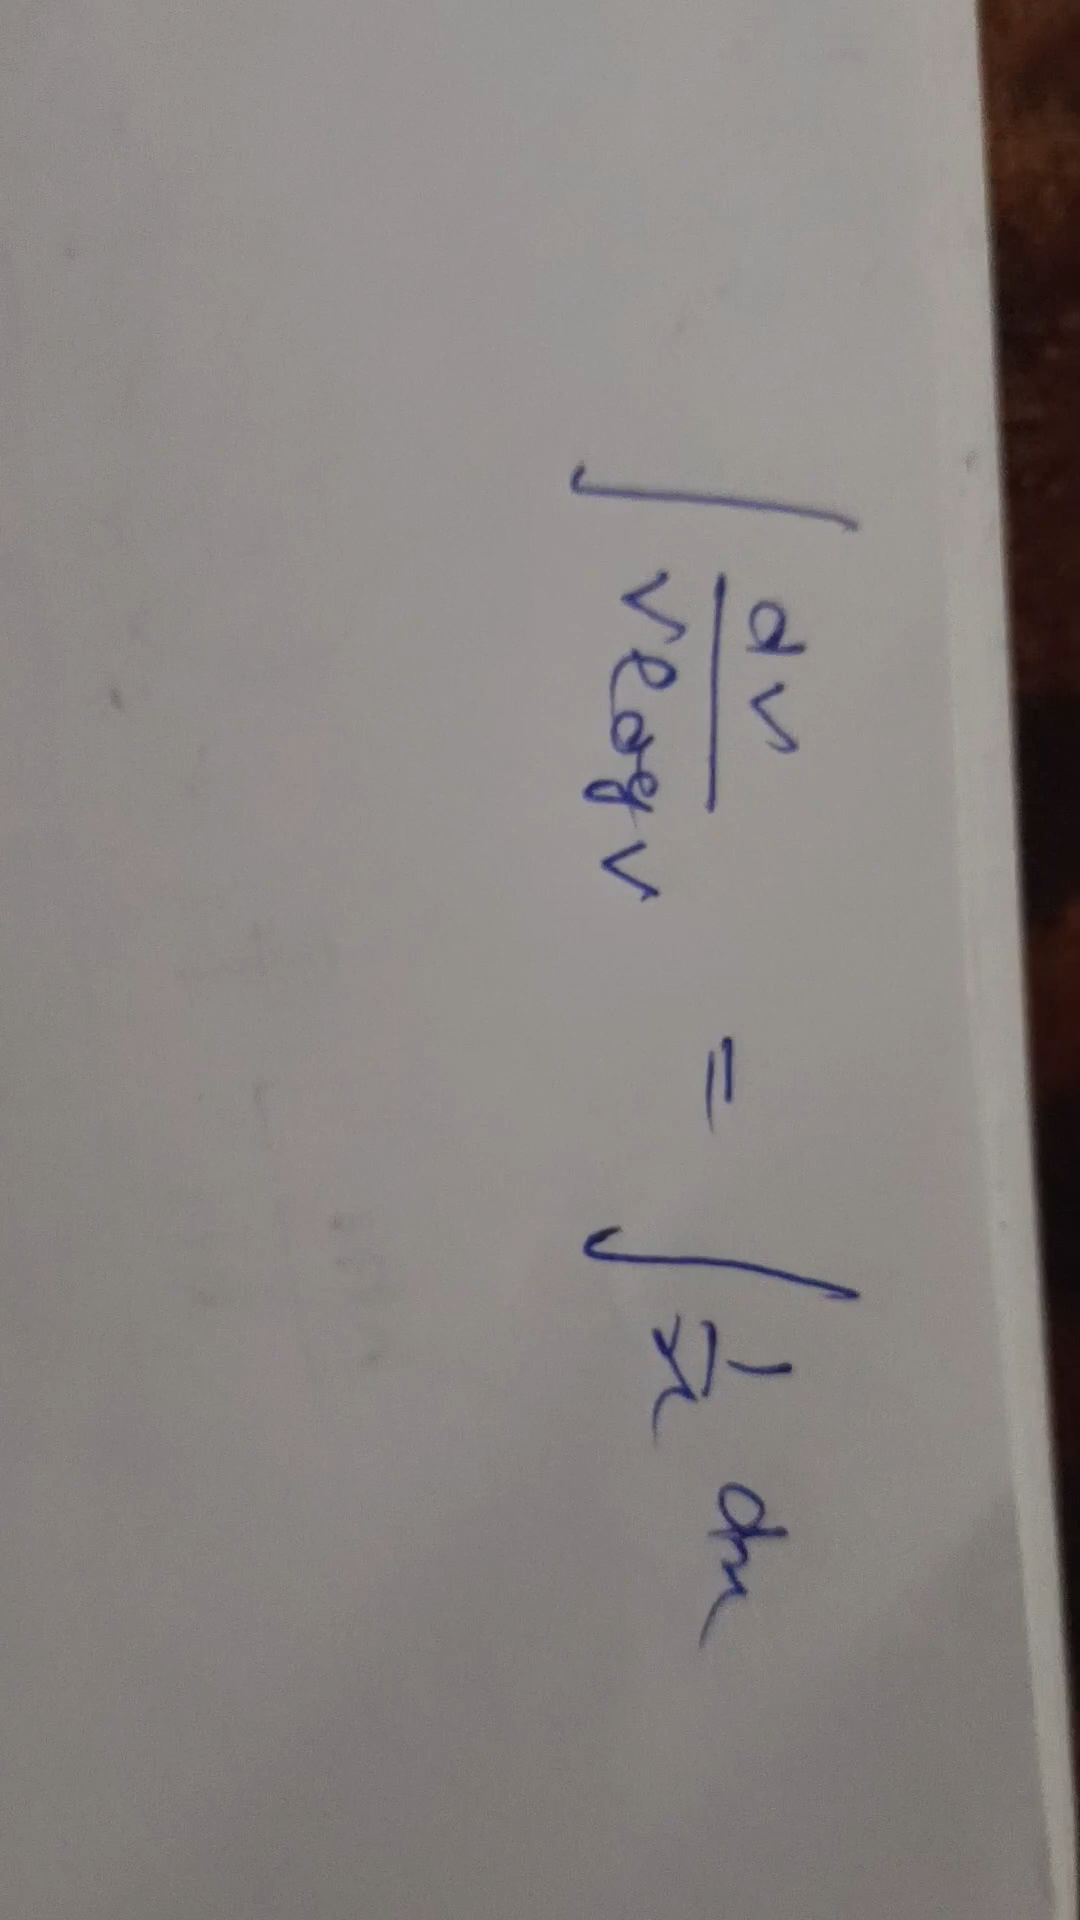 ∫ dv / v log v = ∫ 1/x dx